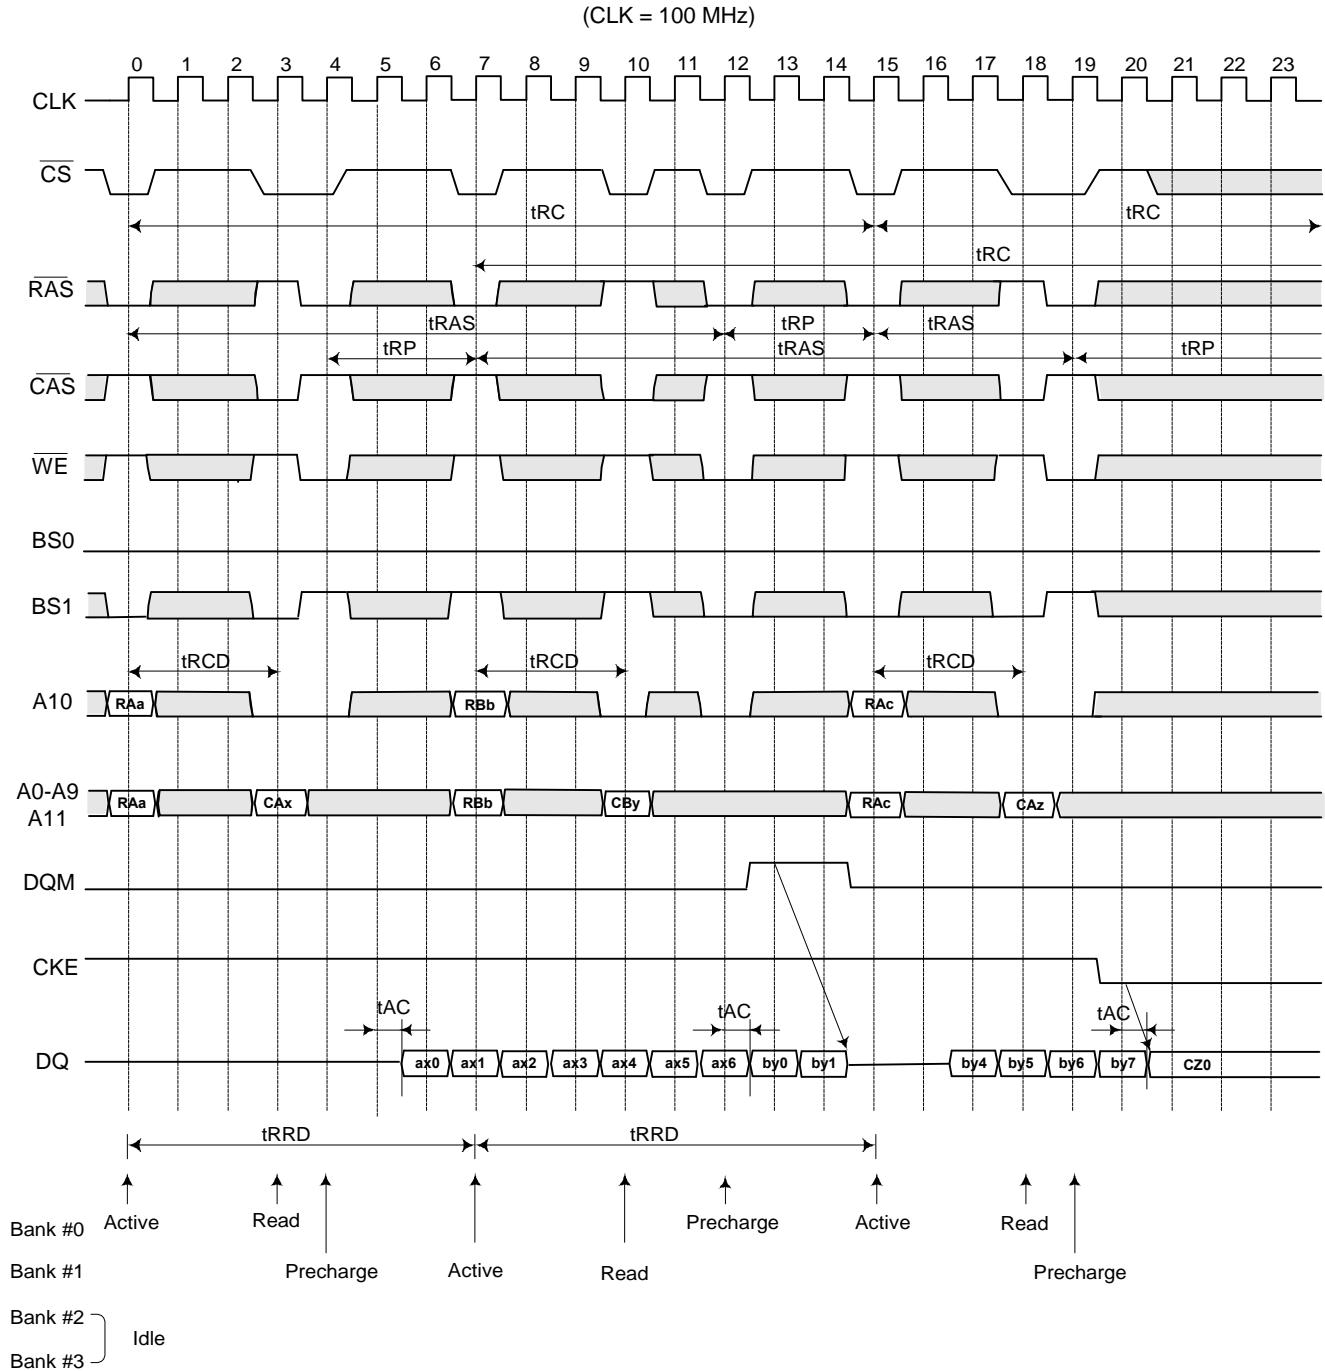 (CLK = 100 MHz)
0 1 2 3 4 5 6 7 8 9 10 11 12 13 14 15 16 17 18 19 20 21 22 23
CLK
CS
tRC tRC
tRC
RAS
tRAS tRP tRAS
tRP tRAS tRP
CAS
WE
BS0
BS1
tRCD tRCD tRCD
A10 RAa RBb RAc
A0-A9
A11
RAa CAx RBb CBy RAc CAz
DQM
CKE
tAC tAC tAC
DQ ax0 ax1 ax2 ax3 ax4 ax5 ax6 by0 by1 by4 by5 by6 by7 CZ0
tRRD tRRD
Bank #0 Active Read Precharge Active Read
Bank #1 Precharge Active Read Precharge
Bank #2
Idle
Bank #3